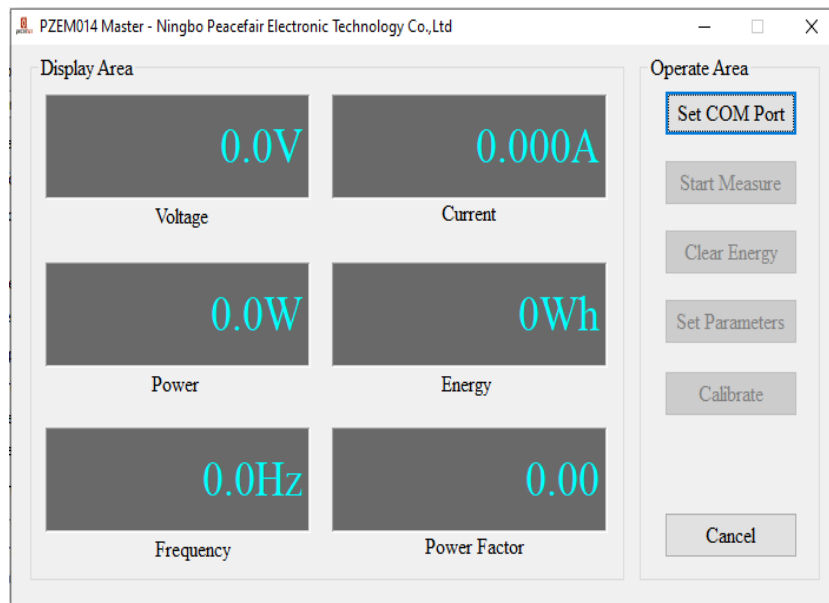 PZEM014 Master - Ningbo Peacefair Electronic Technology Co.,Ltd
Display Area
0.0V
0.000A
Voltage
Current
0.0W
0Wh
Power
Energy
0.0Hz
0.00
Frequency
Power Factor
Operate Area
Set COM Port
Start Measure
Clear Energy
Set Parameters
Calibrate
Cancel